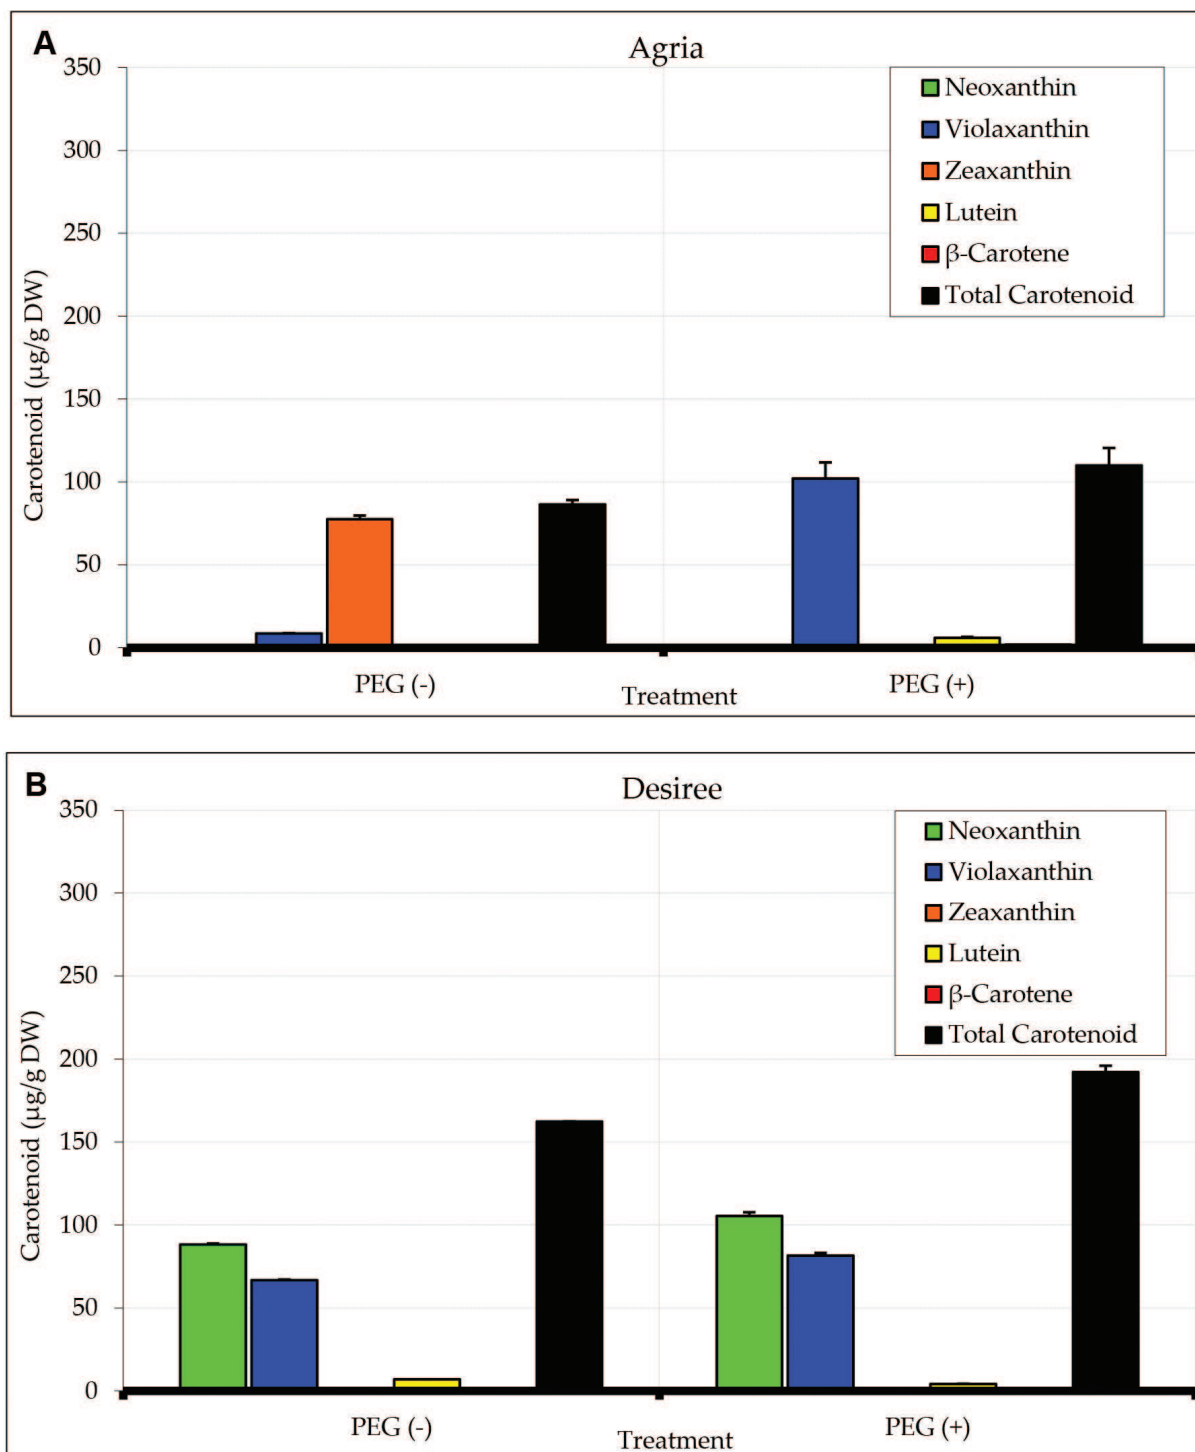 A
Agria
350
300
250
200
150
100
50
0
Carotenoid (µg/g DW)
Neoxanthin
Violaxanthin
Zeaxanthin
Lutein
β-Carotene
Total Carotenoid
PEG (-)
PEG (+)
Treatment
B
Desiree
350
300
250
200
150
100
50
0
Carotenoid (µg/g DW)
Neoxanthin
Violaxanthin
Zeaxanthin
Lutein
β-Carotene
Total Carotenoid
PEG (-)
PEG (+)
Treatment